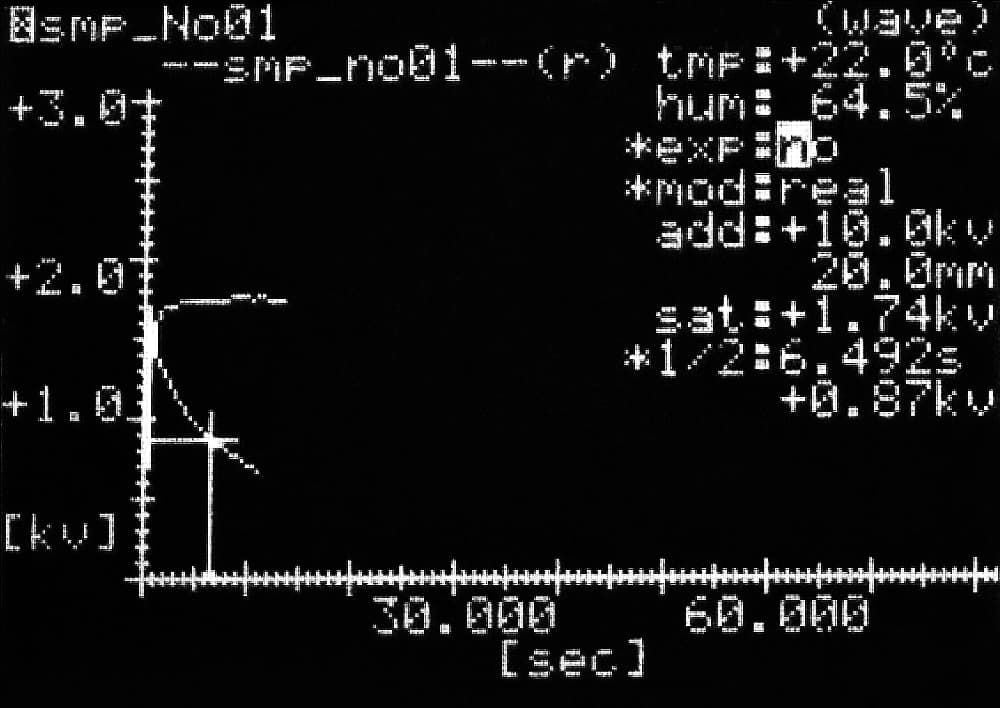 smp_No01
(wave)
--smp_no01--(r)
tmp:+22.0°c
hum: 64.5%
*exp:no
*mod:real
add:+10.0kv
20.0mm
sat:+1.74kv
*1/2:6.492s
+0.87kv
+3.0
+2.0
+1.0
[kv]
30.000
60.000
[sec]